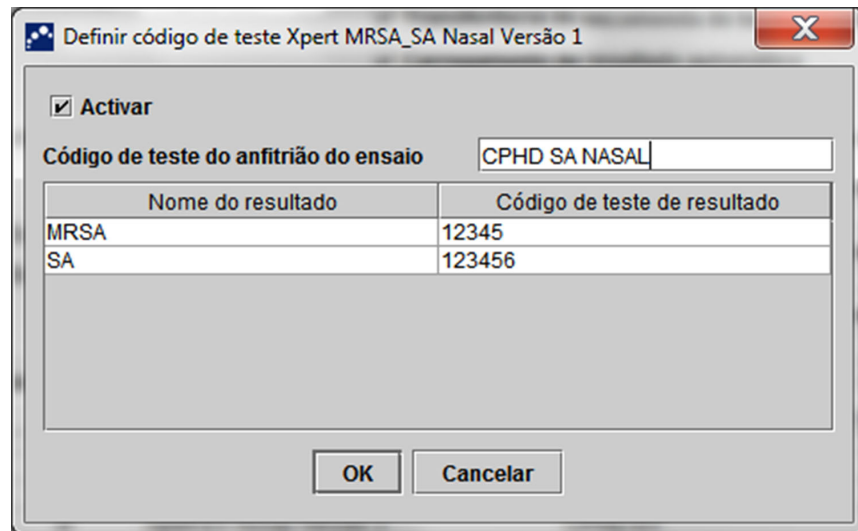 Definir código de teste Xpert MRSA_SA Nasal Versão 1
Activar
Código de teste do anfitrião do ensaio CPHD SA NASAL
Nome do resultado Código de teste de resultado
MRSA 12345
SA 123456
OK Cancelar